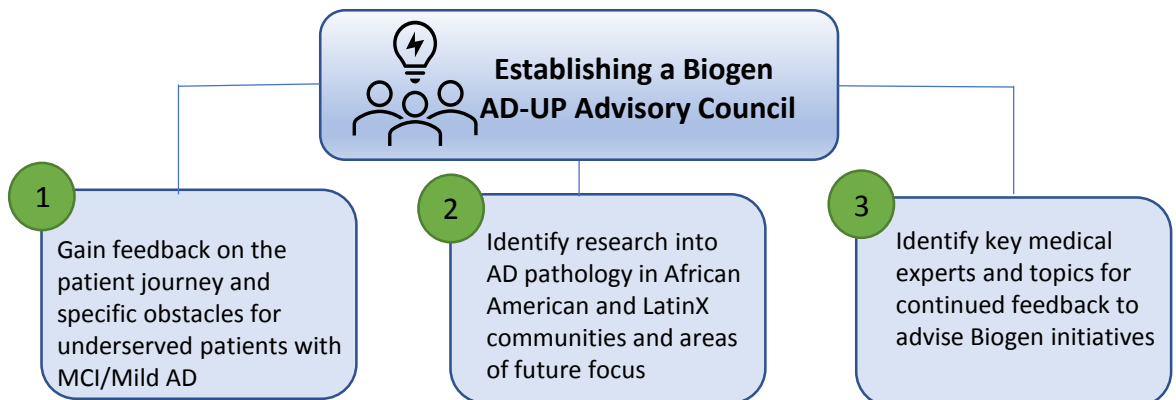 Establishing a Biogen
AD-UP Advisory Council
1
Gain feedback on the
patient journey and
specific obstacles for
underserved patients with
MCI/Mild AD
2
Identify research into
AD pathology in African
American and LatinX
communities and areas
of future focus
3
Identify key medical
experts and topics for
continued feedback to
advise Biogen initiatives